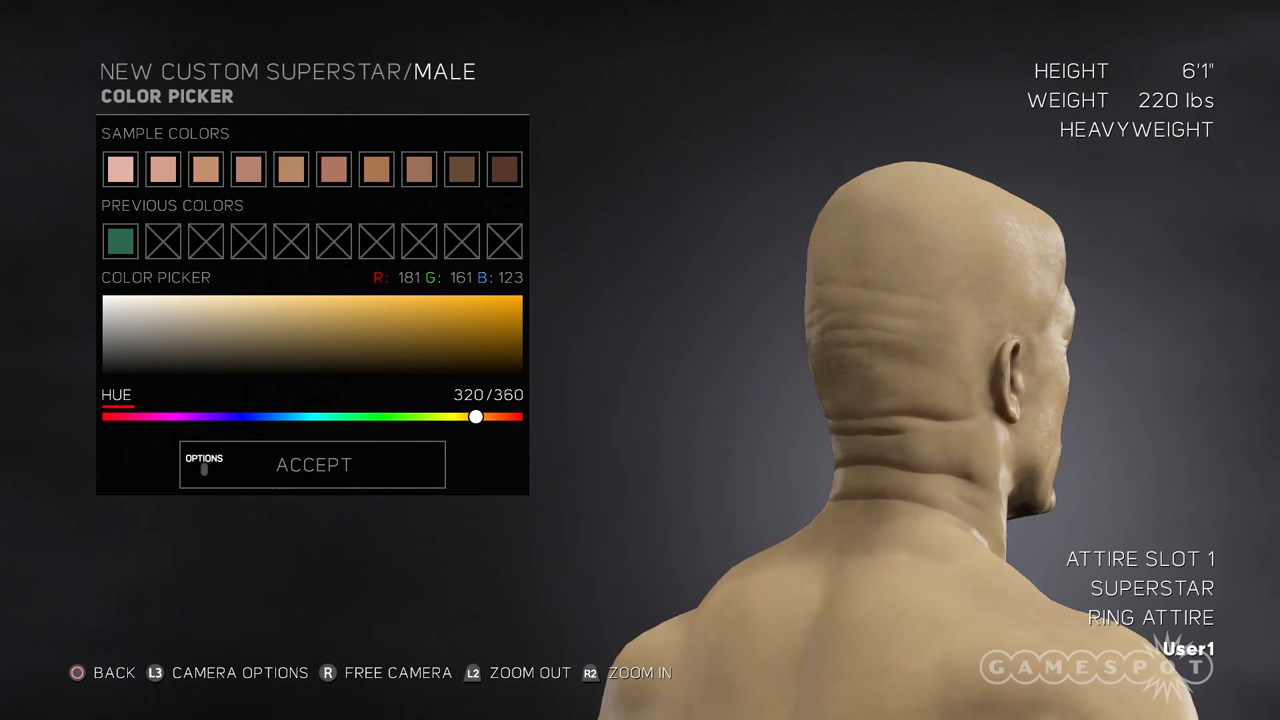 NEW CUSTOM SUPERSTAR/MALE
COLOR PICKER
SAMPLE COLORS
PREVIOUS COLORS
COLOR PICKER R: 181 G: 161 B: 123
HUE 320/360
OPTIONS
ACCEPT
HEIGHT 6'1"
WEIGHT 220 lbs
HEAVYWEIGHT
ATTIRE SLOT 1
SUPERSTAR
RING ATTIRE
User1
GAMESPOT
BACK L3 CAMERA OPTIONS R FREE CAMERA L2 ZOOM OUT R2 ZOOM IN